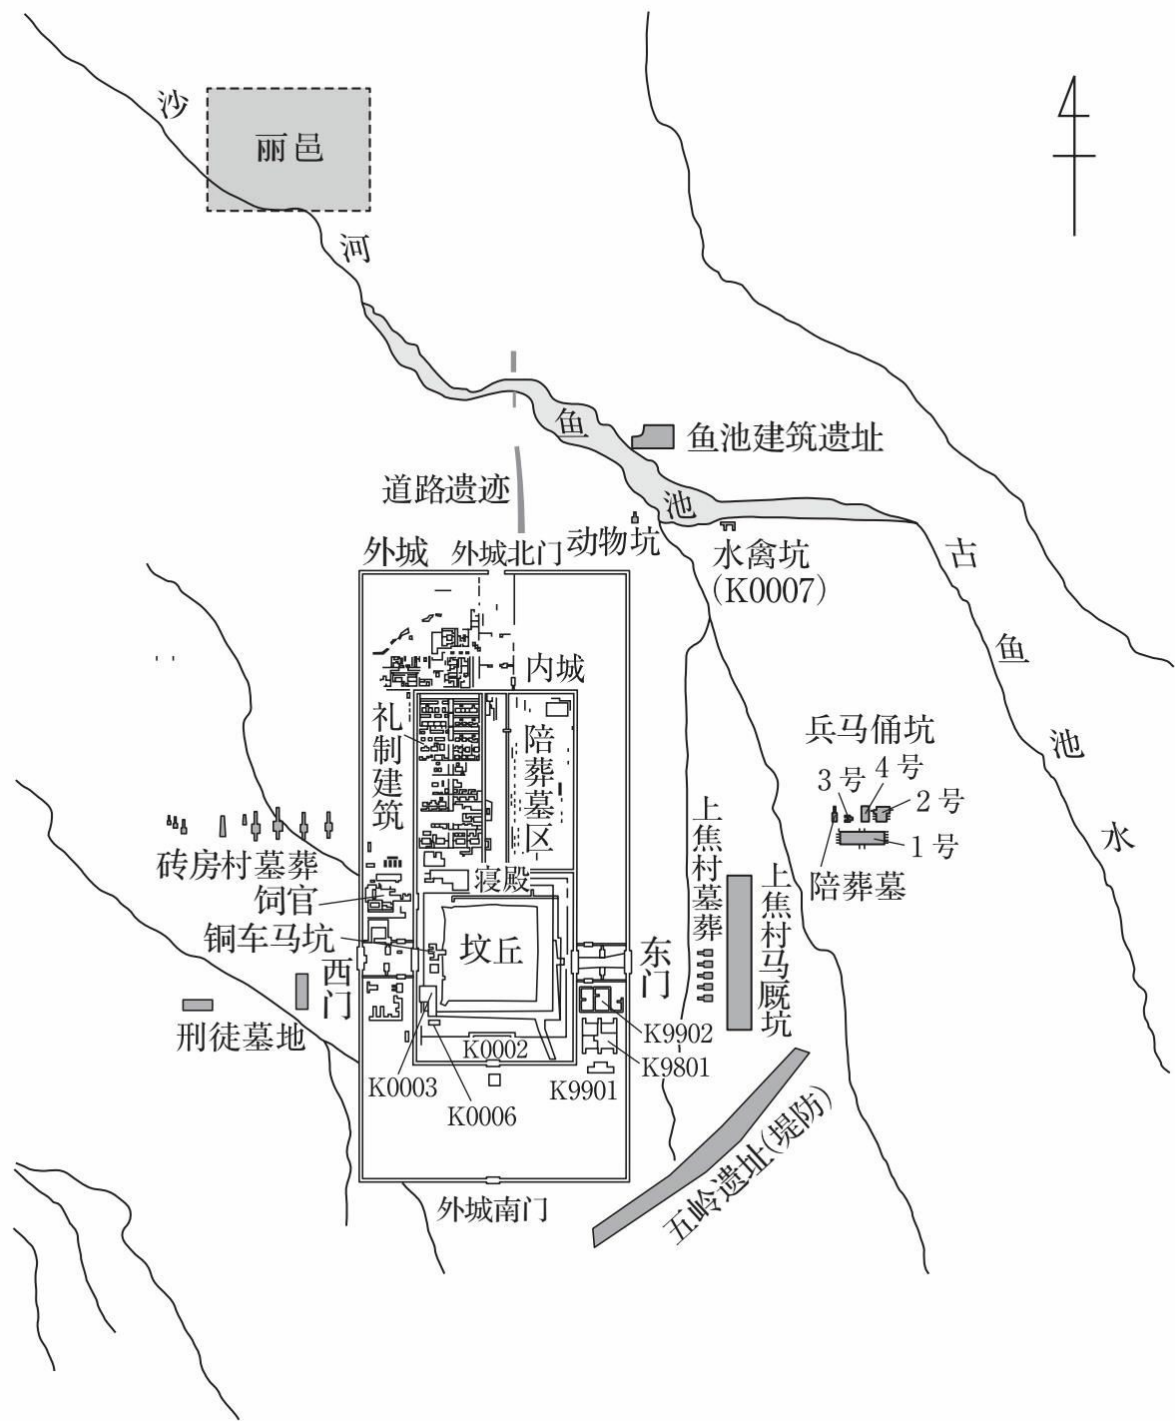 沙河
丽邑
鱼池
鱼池建筑遗址
道路遗迹
外城
外城北门
动物坑
水禽坑
(K0007)
古鱼池水
内城
礼制建筑
陪葬墓区
兵马俑坑
3号
4号
2号
1号
陪葬墓
上焦村墓葬
上焦村马厩坑
砖房村墓葬
饲官
寝殿
铜车马坑
坟丘
西门
东门
刑徒墓地
K9902
K0002
K9801
K0003
K9901
K0006
五岭遗址(堤防)
外城南门